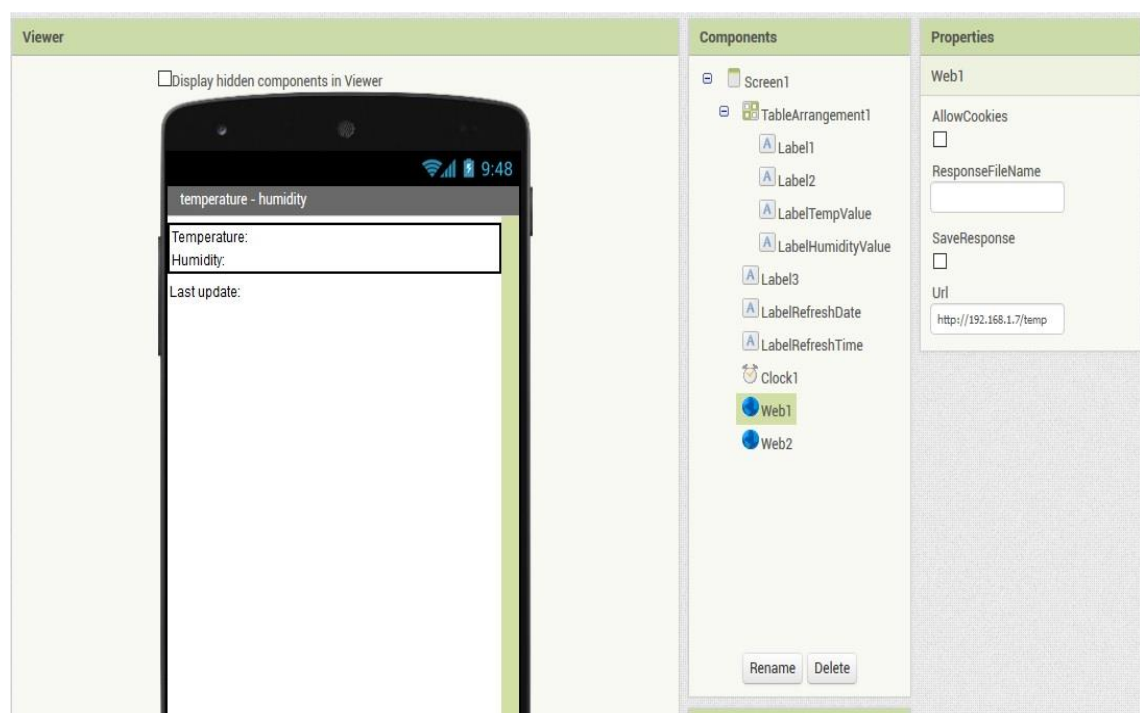 Viewer
Display hidden components in Viewer
9:48
temperature - humidity
Temperature:
Humidity:
Last update:
Components
Screen1
TableArrangement1
A Label1
A Label2
A LabelTempValue
A LabelHumidityValue
A Label3
A LabelRefreshDate
A LabelRefreshTime
Clock1
Web1
Web2
Rename Delete
Properties
Web1
AllowCookies
ResponseFileName
SaveResponse
Url
http://192.168.1.7/temp